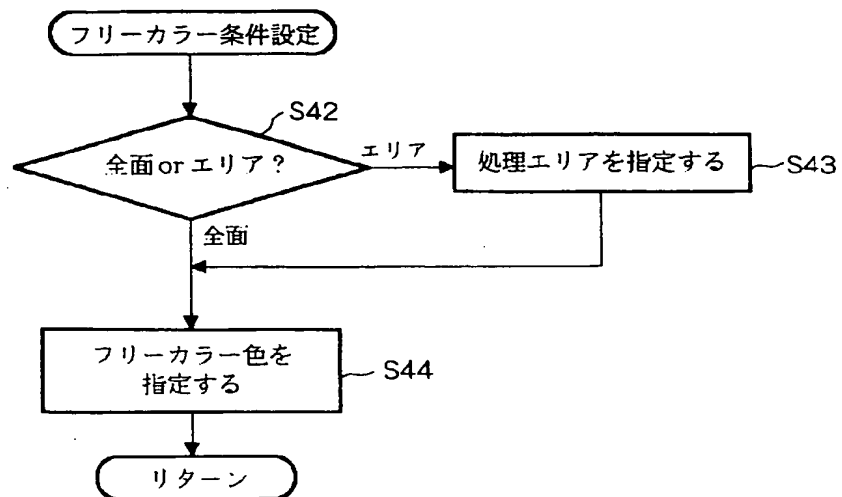 フリーカラー条件設定
S42
全面orエリア?
エリア
処理エリアを指定する
S43
全面
フリーカラー色を
指定する
S44
リターン